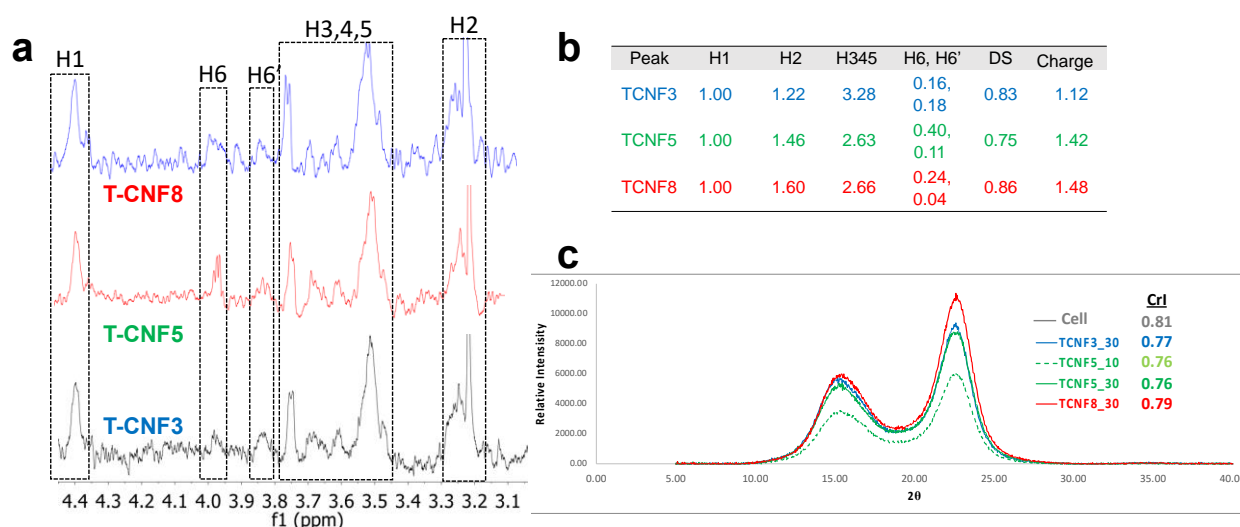 a
H1
H6
H6'
H3,4,5
H2
T-CNF8
T-CNF5
T-CNF3
4.4 4.3 4.2 4.1 4.0 3.9 3.8 3.7 3.6 3.5 3.4 3.3 3.2 3.1
f1 (ppm)
b
Peak H1 H2 H345 H6, H6' DS Charge
TCNF3 1.00 1.22 3.28 0.16, 0.18 0.83 1.12
TCNF5 1.00 1.46 2.63 0.40, 0.11 0.75 1.42
TCNF8 1.00 1.60 2.66 0.24, 0.04 0.86 1.48
c
Relative Intensisity
12000.00
10000.00
8000.00
6000.00
4000.00
2000.00
0.00
0.00 5.00 10.00 15.00 20.00 25.00 30.00 35.00 40.00
2θ
CrI
Cell 0.81
TCNF3_30 0.77
TCNF5_10 0.76
TCNF5_30 0.76
TCNF8_30 0.79